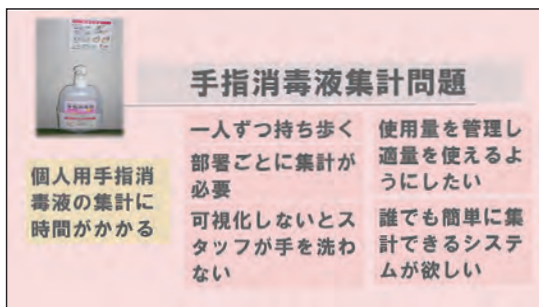 手指消毒液集計問題
個人用手指消
毒液の集計に
時間がかかる
一人ずつ持ち歩く
部署ごとに集計が
必要
可視化しないとス
タッフが手を洗わ
ない
使用量を管理し
適量を使えるよ
うにしたい
誰でも簡単に集
計できるシステ
ムが欲しい